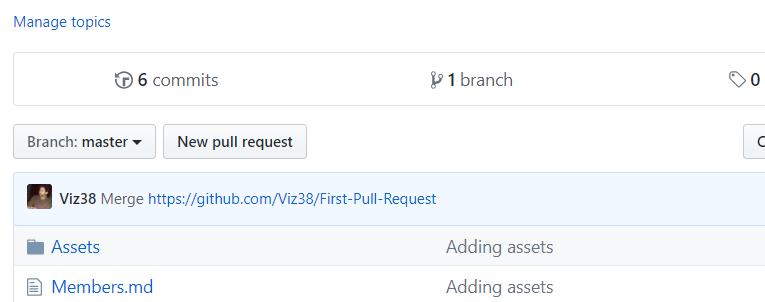 Manage topics
6 commits 1 branch 0
Branch: master New pull request
Viz38 Merge https://github.com/Viz38/First-Pull-Request
Assets Adding assets
Members.md Adding assets